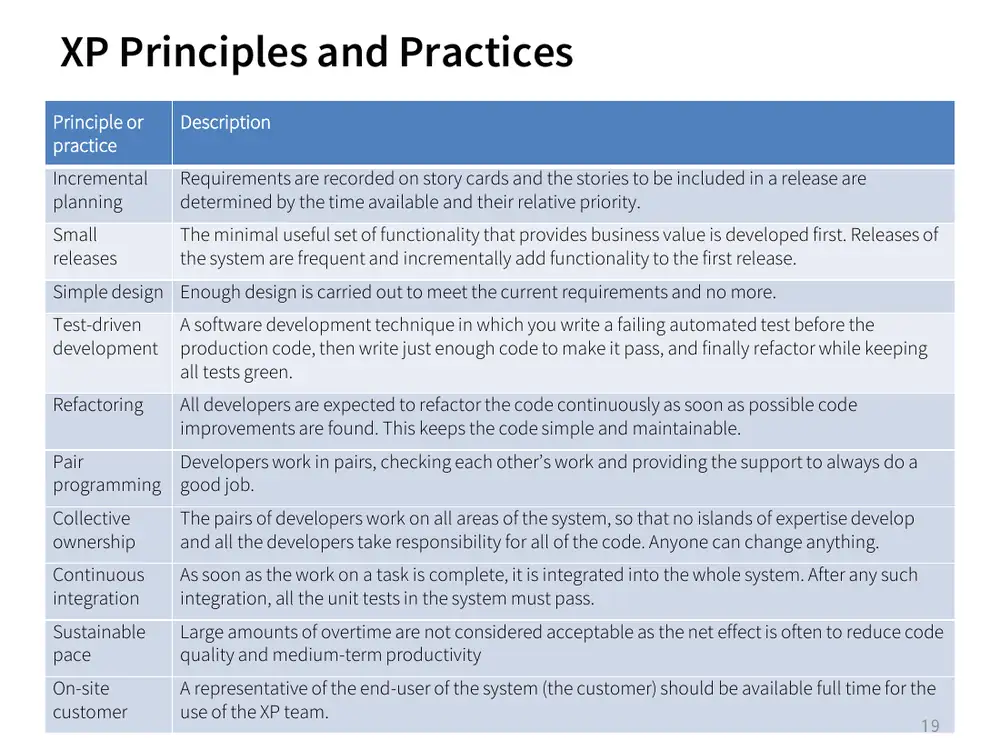 XP Principles and Practices
Principle or
practice
Description
Incremental
planning
Requirements are recorded on story cards and the stories to be included in a release are
determined by the time available and their relative priority.
Small
releases
The minimal useful set of functionality that provides business value is developed first. Releases of
the system are frequent and incrementally add functionality to the first release.
Simple design
Enough design is carried out to meet the current requirements and no more.
Test-driven
development
A software development technique in which you write a failing automated test before the
production code, then write just enough code to make it pass, and finally refactor while keeping
all tests green.
Refactoring
All developers are expected to refactor the code continuously as soon as possible code
improvements are found. This keeps the code simple and maintainable.
Pair
programming
Developers work in pairs, checking each other’s work and providing the support to always do a
good job.
Collective
ownership
The pairs of developers work on all areas of the system, so that no islands of expertise develop
and all the developers take responsibility for all of the code. Anyone can change anything.
Continuous
integration
As soon as the work on a task is complete, it is integrated into the whole system. After any such
integration, all the unit tests in the system must pass.
Sustainable
pace
Large amounts of overtime are not considered acceptable as the net effect is often to reduce code
quality and medium-term productivity
On-site
customer
A representative of the end-user of the system (the customer) should be available full time for the
use of the XP team.
19